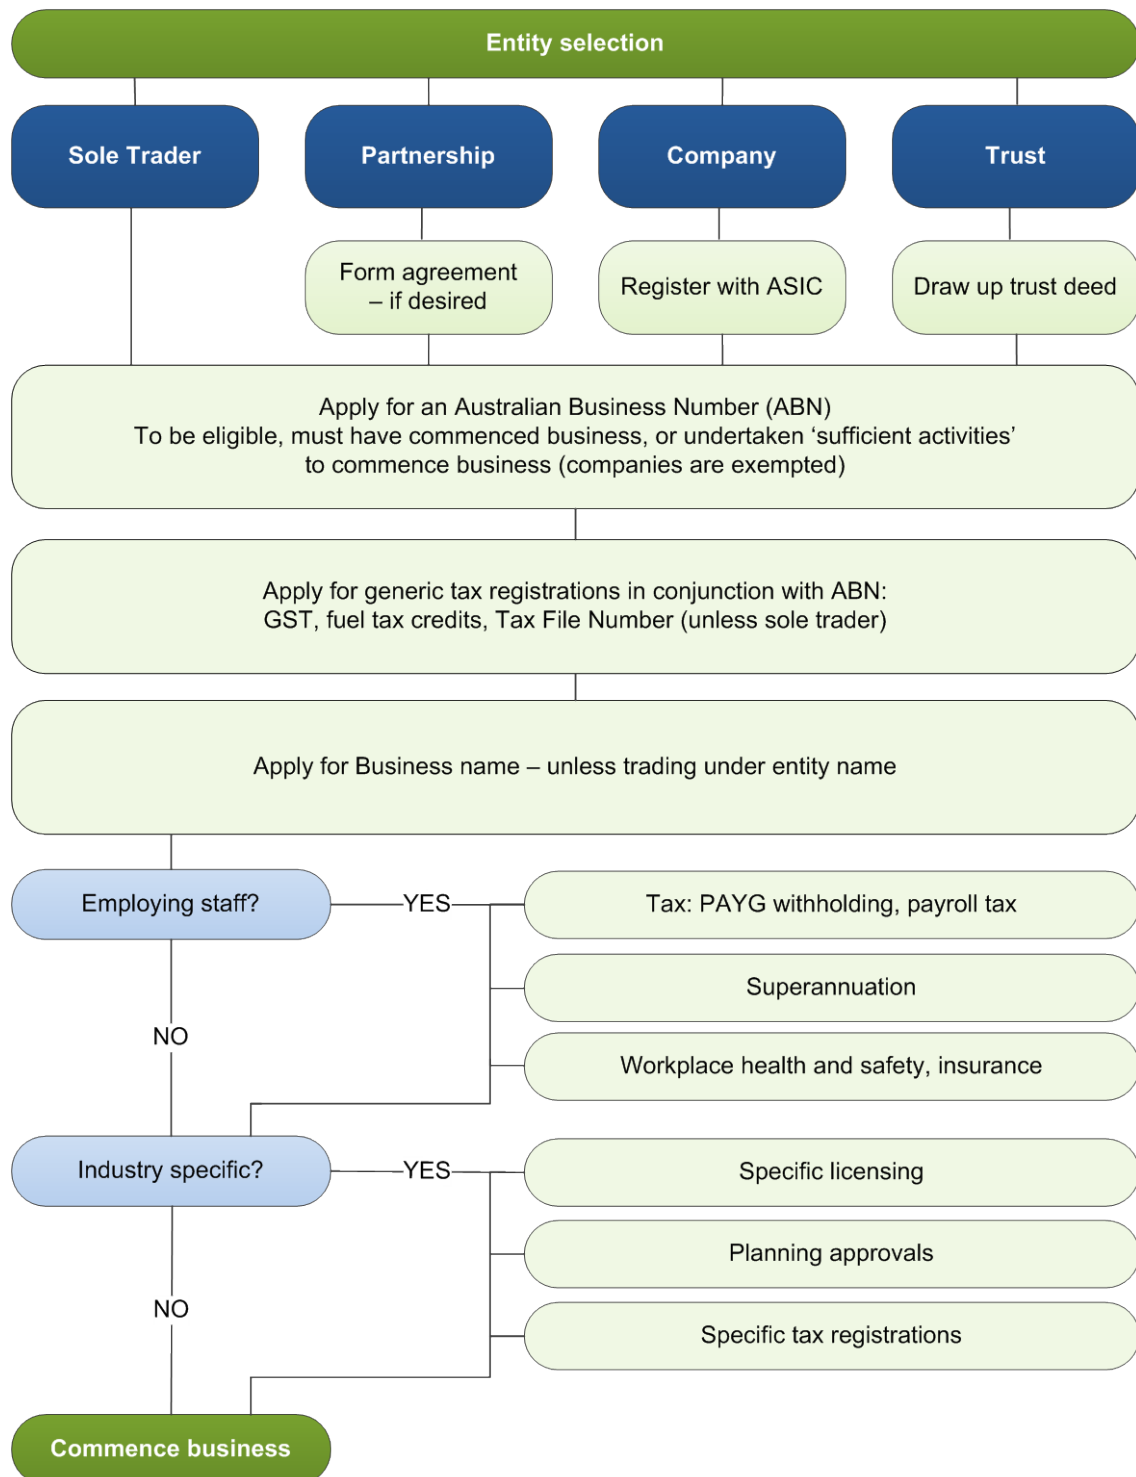 Entity selection
Sole Trader
Partnership
Company
Trust
Form agreement
– if desired
Register with ASIC
Draw up trust deed
Apply for an Australian Business Number (ABN)
To be eligible, must have commenced business, or undertaken ‘sufficient activities’
to commence business (companies are exempted)
Apply for generic tax registrations in conjunction with ABN:
GST, fuel tax credits, Tax File Number (unless sole trader)
Apply for Business name – unless trading under entity name
Employing staff?
YES
Tax: PAYG withholding, payroll tax
Superannuation
NO
Workplace health and safety, insurance
Industry specific?
YES
Specific licensing
Planning approvals
NO
Specific tax registrations
Commence business